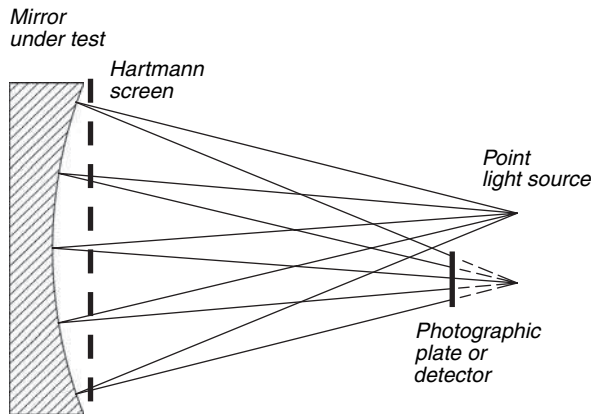 Mirror
under test
Hartmann
screen
Point
light source
Photographic
plate or
detector